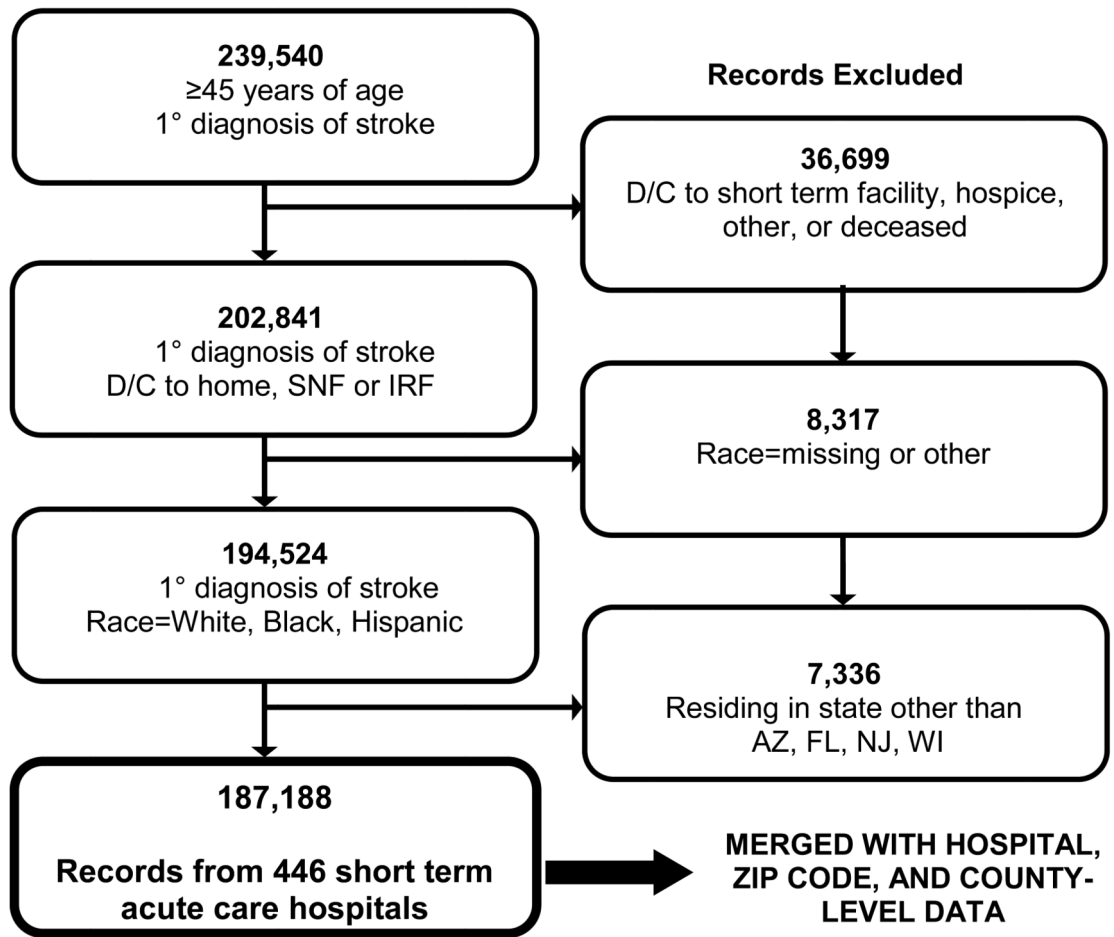 239,540
≥45 years of age
1° diagnosis of stroke
Records Excluded
36,699
D/C to short term facility, hospice,
other, or deceased
202,841
1° diagnosis of stroke
D/C to home, SNF or IRF
8,317
Race=missing or other
194,524
1° diagnosis of stroke
Race=White, Black, Hispanic
7,336
Residing in state other than
AZ, FL, NJ, WI
187,188
Records from 446 short term
acute care hospitals
MERGED WITH HOSPITAL,
ZIP CODE, AND COUNTY-
LEVEL DATA